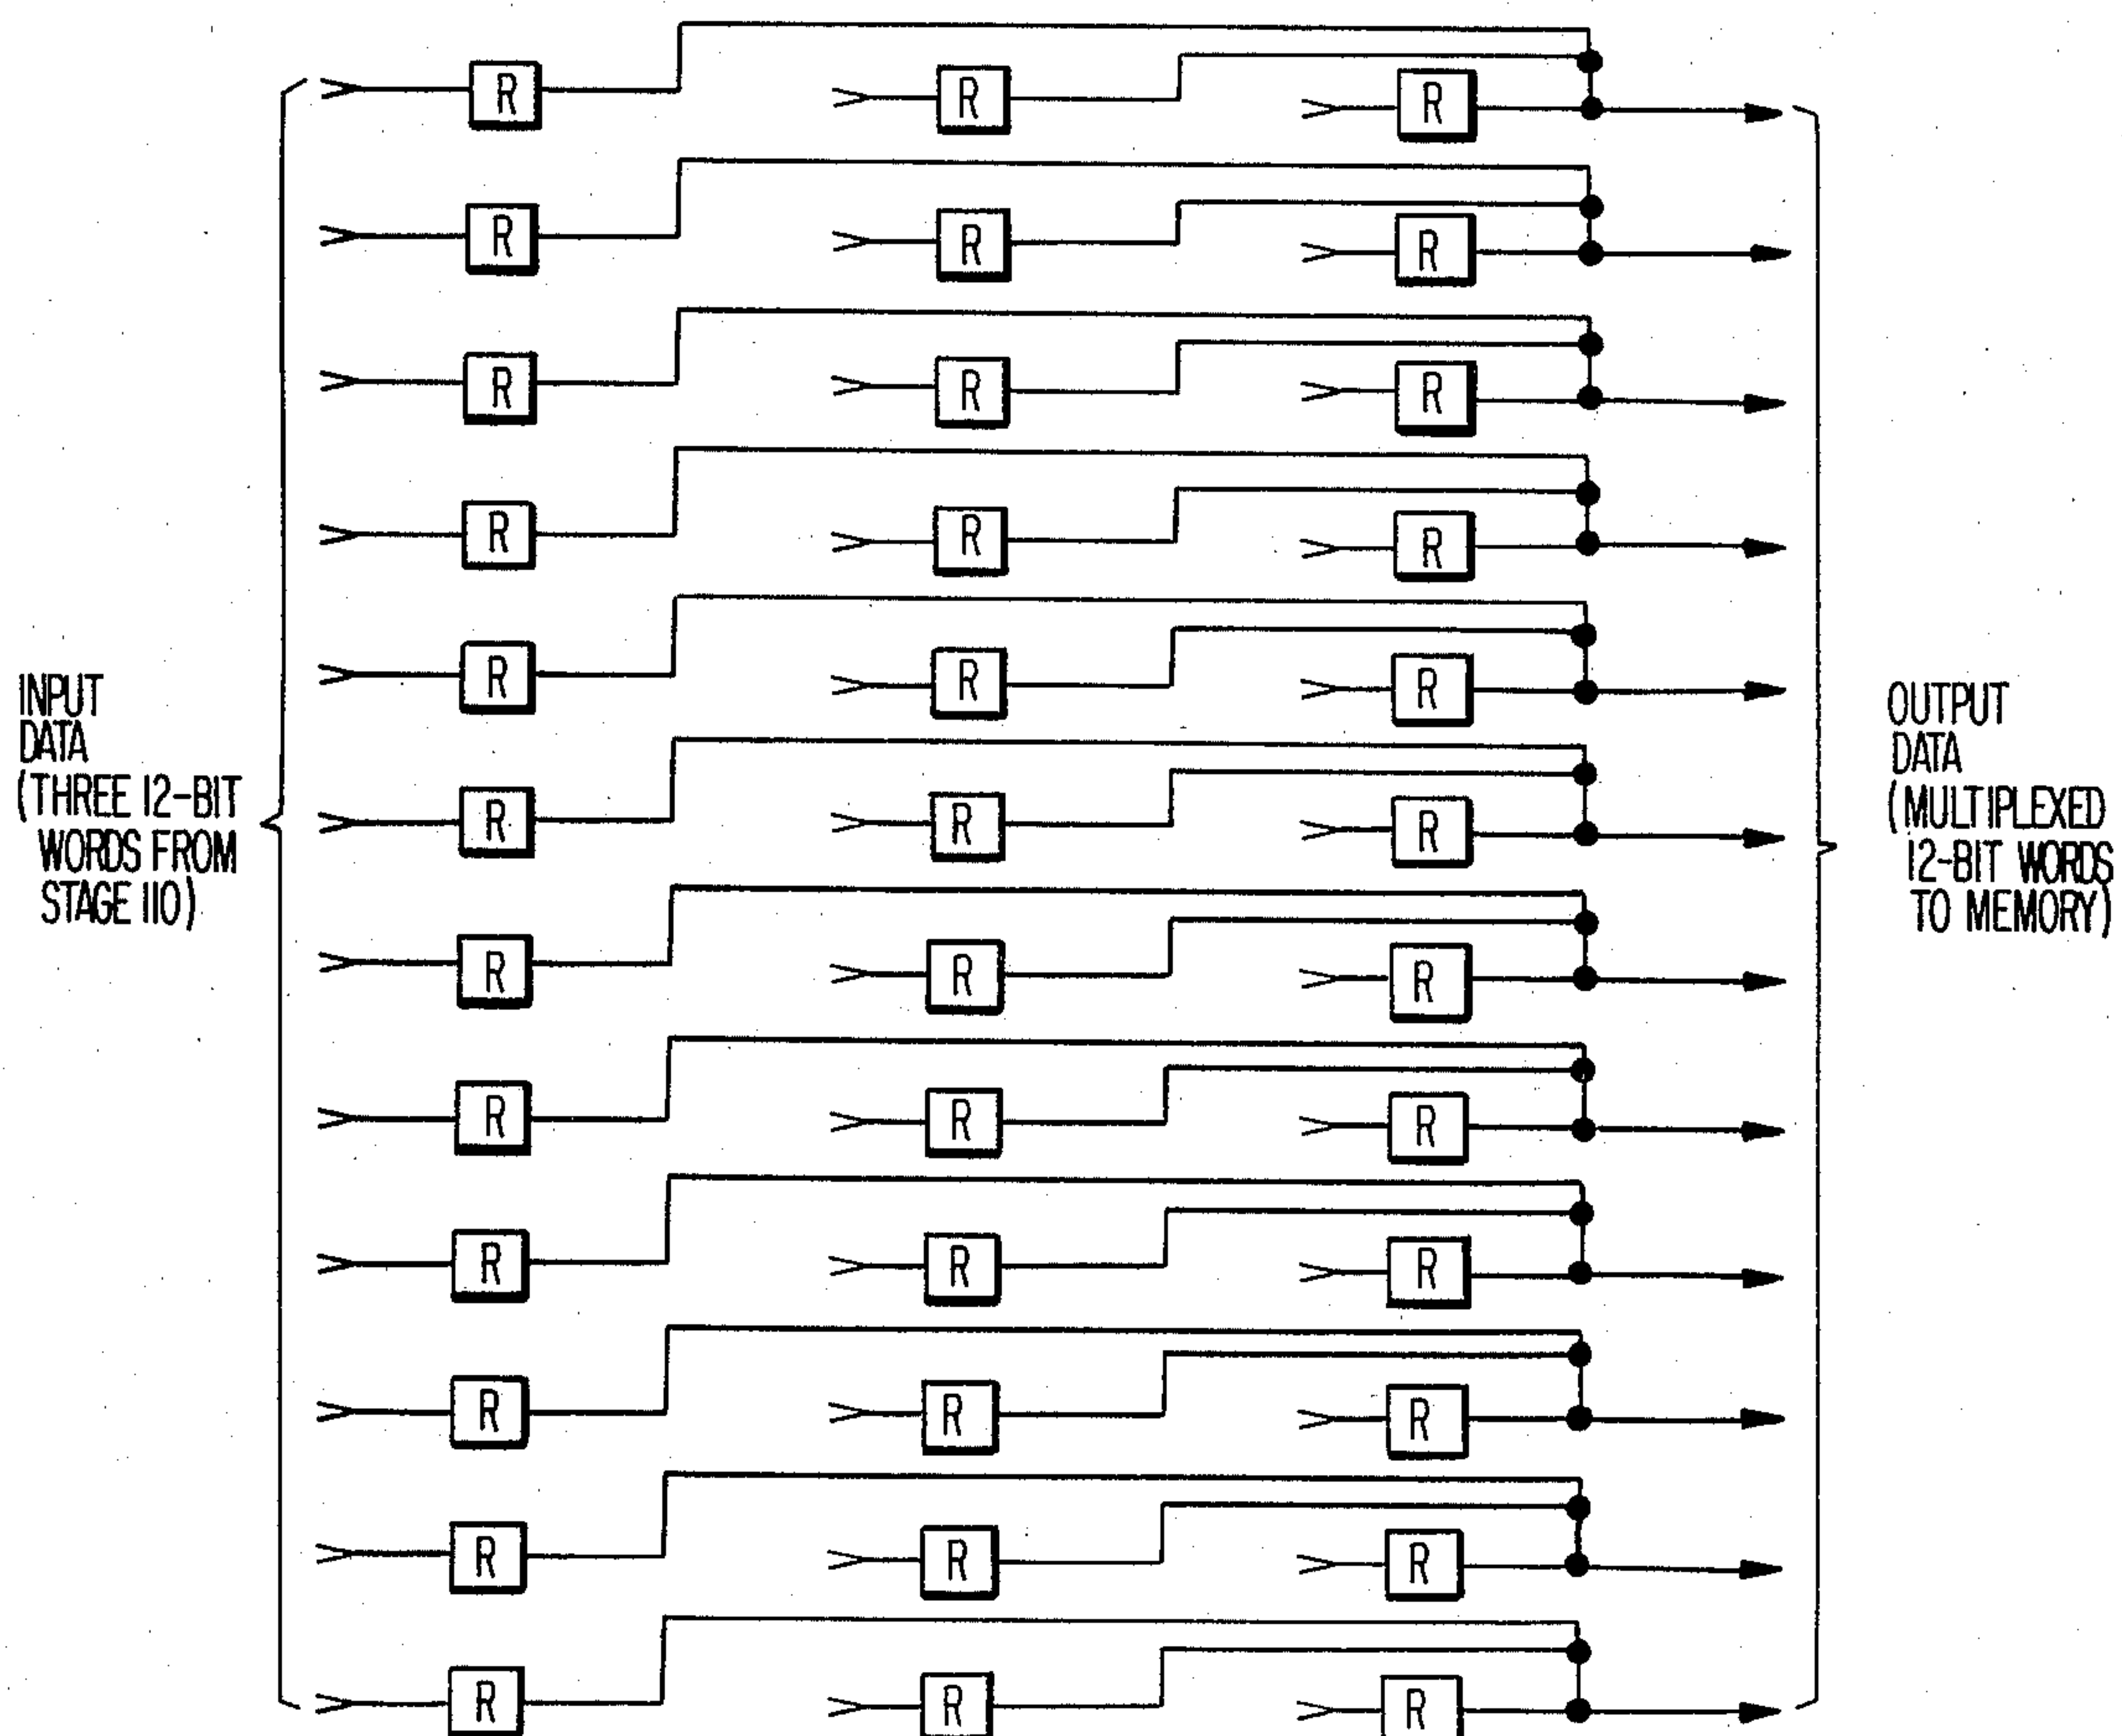 R R R
R R R
R R R
R R R
R R R
INPUT
DATA
(THREE 12-BIT
WORDS FROM
STAGE 110)
R R R
R R R
R R R
R R R
R R R
R R R
R R R
OUTPUT
DATA
(MULTIPLEXED
12-BIT WORDS
TO MEMORY)